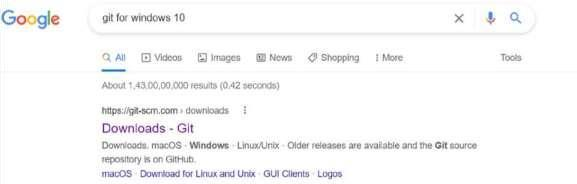 Google
git for windows 10
All Videos Images News Shopping More Tools
About 1,43,00,00,000 results (0.42 seconds)
https://git-scm.com › downloads
Downloads - Git
Downloads. macOS · Windows · Linux/Unix · Older releases are available and the Git source
repository is on GitHub.
macOS · Download for Linux and Unix · GUI Clients · Logos